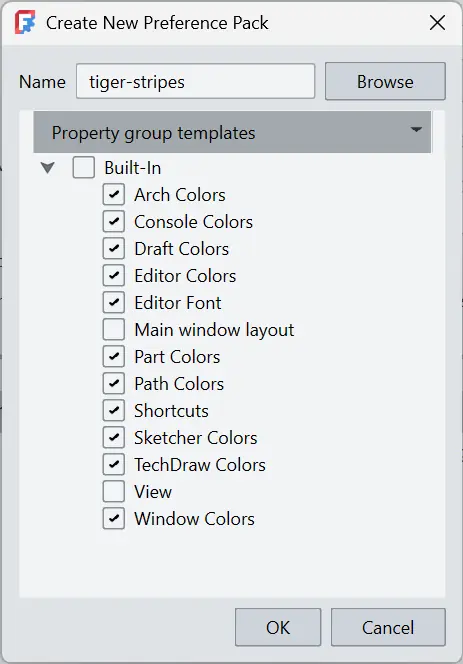 Create New Preference Pack
Name tiger-stripes Browse
Property group templates
Built-In
Arch Colors
Console Colors
Draft Colors
Editor Colors
Editor Font
Main window layout
Part Colors
Path Colors
Shortcuts
Sketcher Colors
TechDraw Colors
View
Window Colors
OK Cancel